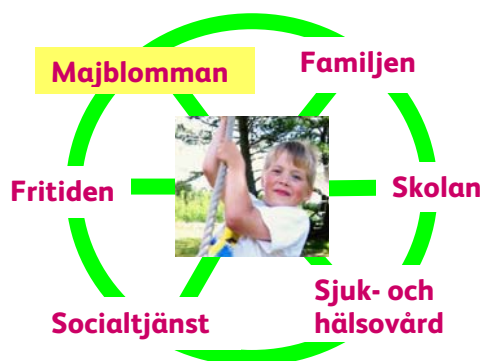 Majblomman
Familjen
Fritiden
Skolan
Socialtjänst
Sjuk- och
hälsovård